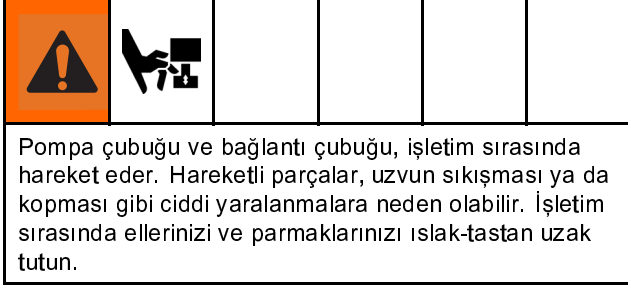 Pompa çubuğu ve bağlantı çubuğu, işletim sırasında
hareket eder. Hareketli parçalar, uzvun sıkışması ya da
kopması gibi ciddi yaralanmalara neden olabilir. İşletim
sırasında ellerinizi ve parmaklarınızı ıslak-tastan uzak
tutun.